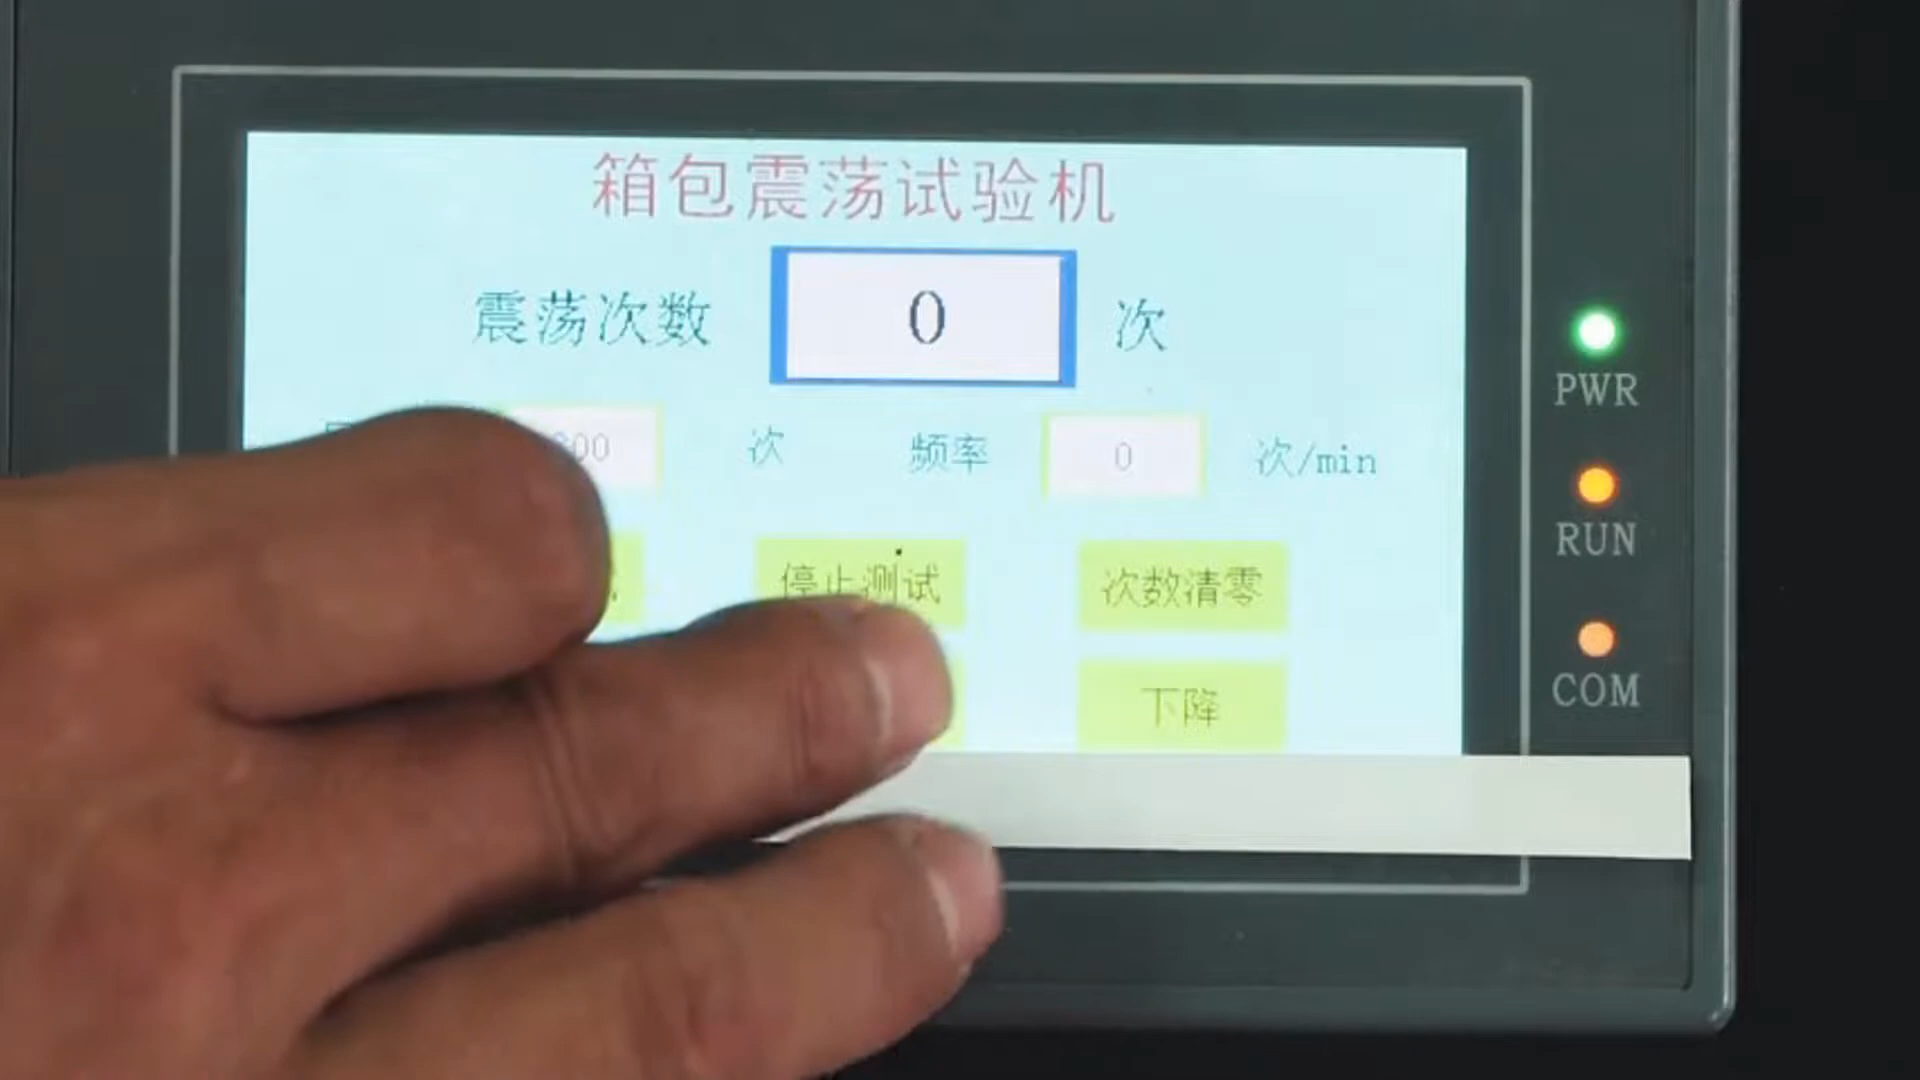 箱包震荡试验机
震荡次数 0 次
00 次 频率 0 次/min
停止测试 次数清零
下降
PWR
RUN
COM